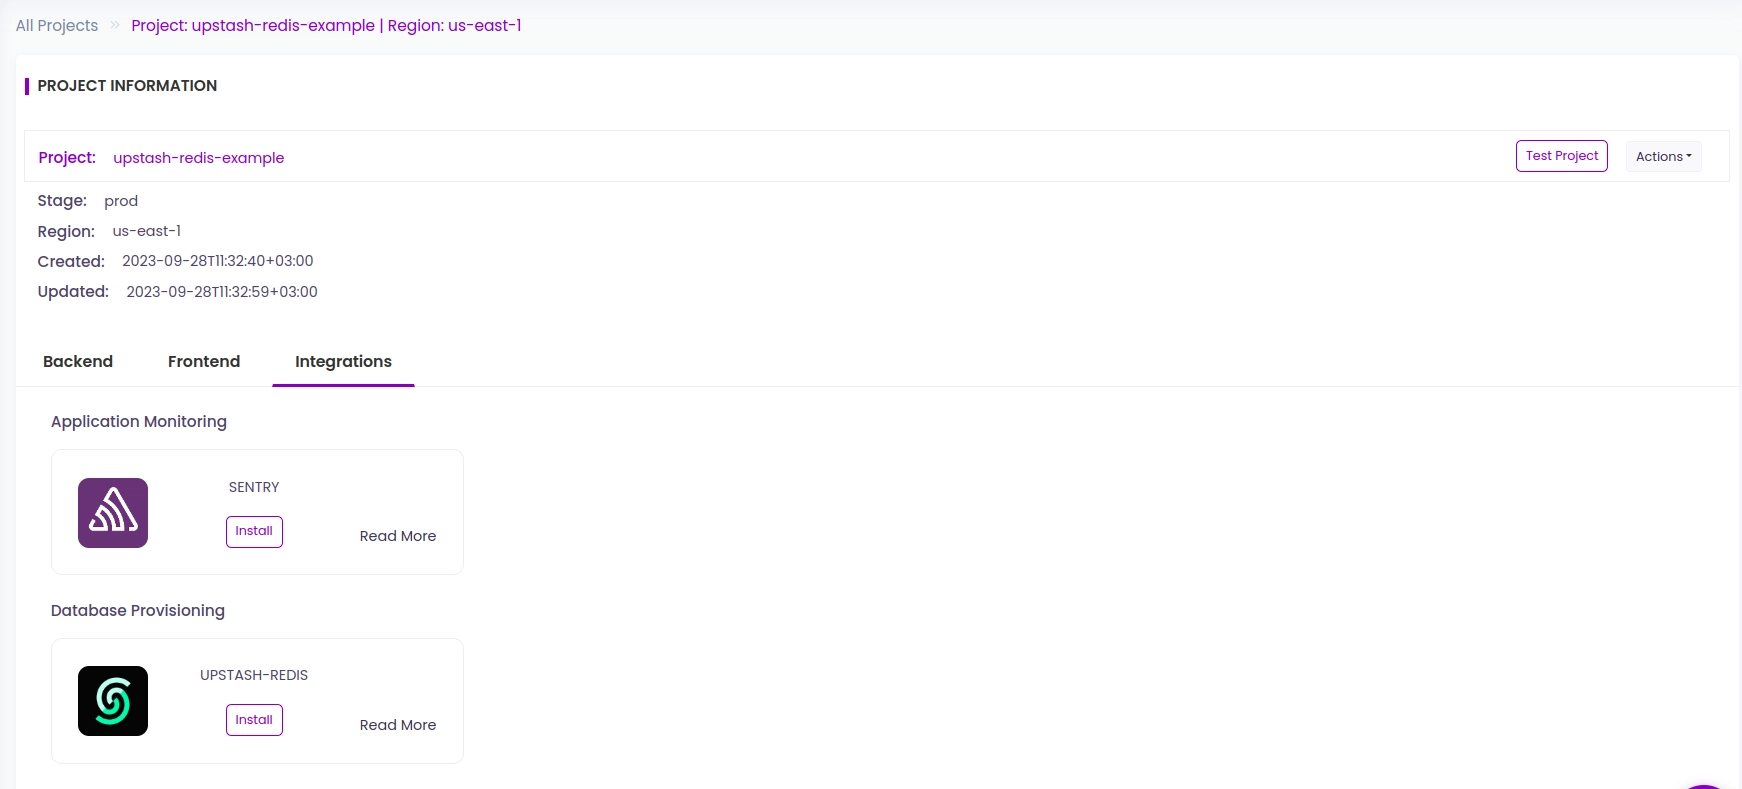 All Projects » Project: upstash-redis-example | Region: us-east-1
PROJECT INFORMATION
Project: upstash-redis-example Test Project Actions
Stage: prod
Region: us-east-1
Created: 2023-09-28T11:32:40+03:00
Updated: 2023-09-28T11:32:59+03:00
Backend Frontend Integrations
Application Monitoring
SENTRY
Install
Read More
Database Provisioning
UPSTASH-REDIS
Install
Read More